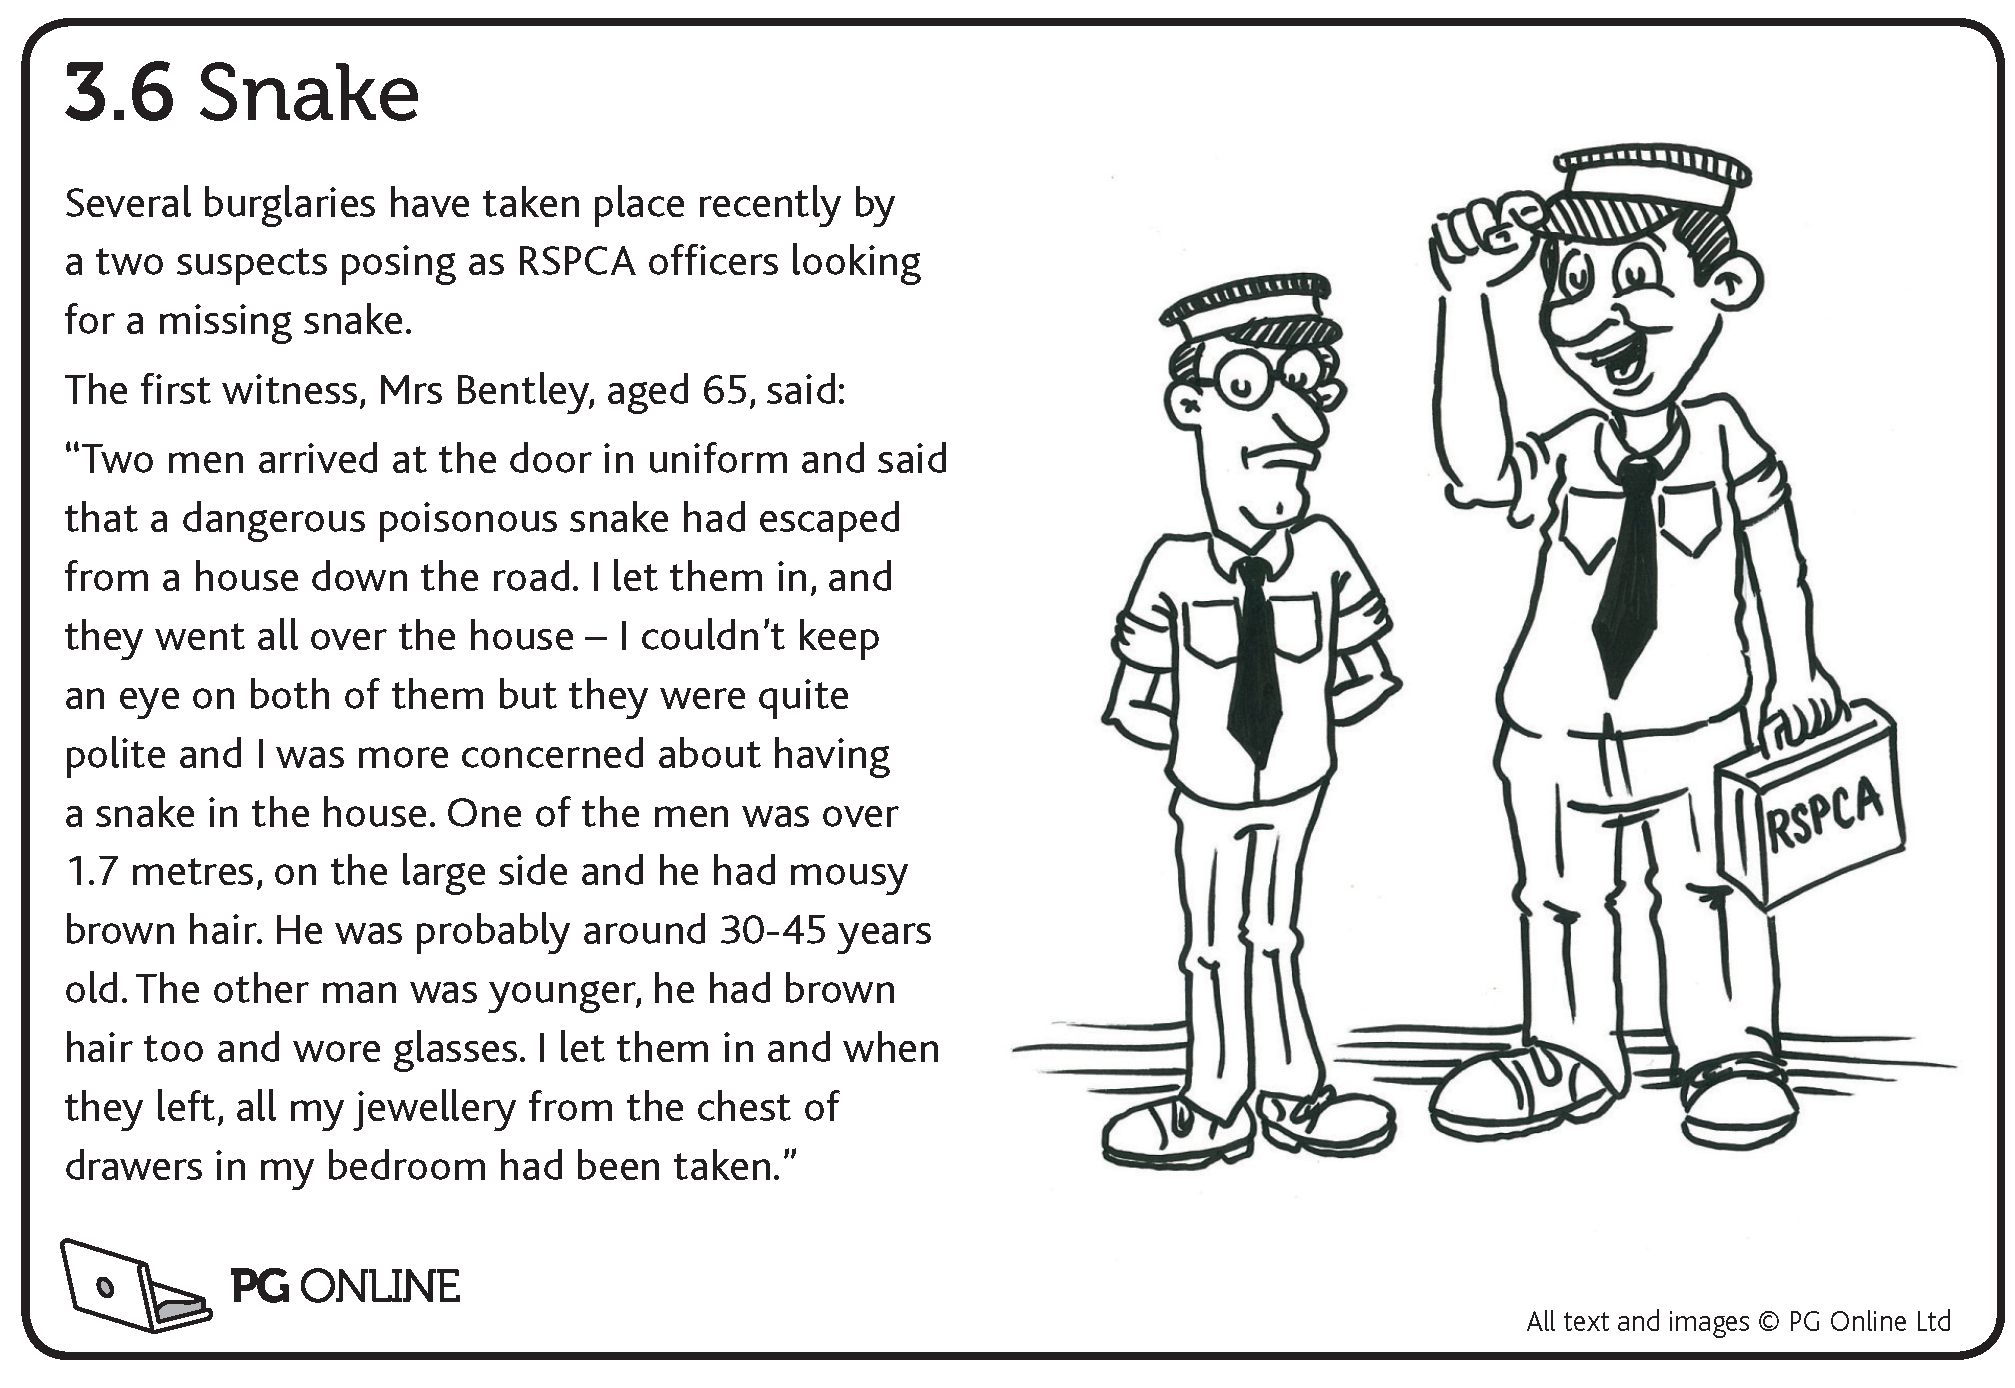 3.6 Snake
Several burglaries have taken place recently by
a two suspects posing as RSPCA officers looking
for a missing snake.
The first witness, Mrs Bentley, aged 65, said:
“Two men arrived at the door in uniform and said
that a dangerous poisonous snake had escaped
from a house down the road. I let them in, and
they went all over the house – I couldn’t keep
an eye on both of them but they were quite
polite and I was more concerned about having
a snake in the house. One of the men was over
1.7 metres, on the large side and he had mousy
brown hair. He was probably around 30-45 years
old. The other man was younger, he had brown
hair too and wore glasses. I let them in and when
they left, all my jewellery from the chest of
drawers in my bedroom had been taken.”
RSPCA
PG ONLINE
All text and images © PG Online Ltd